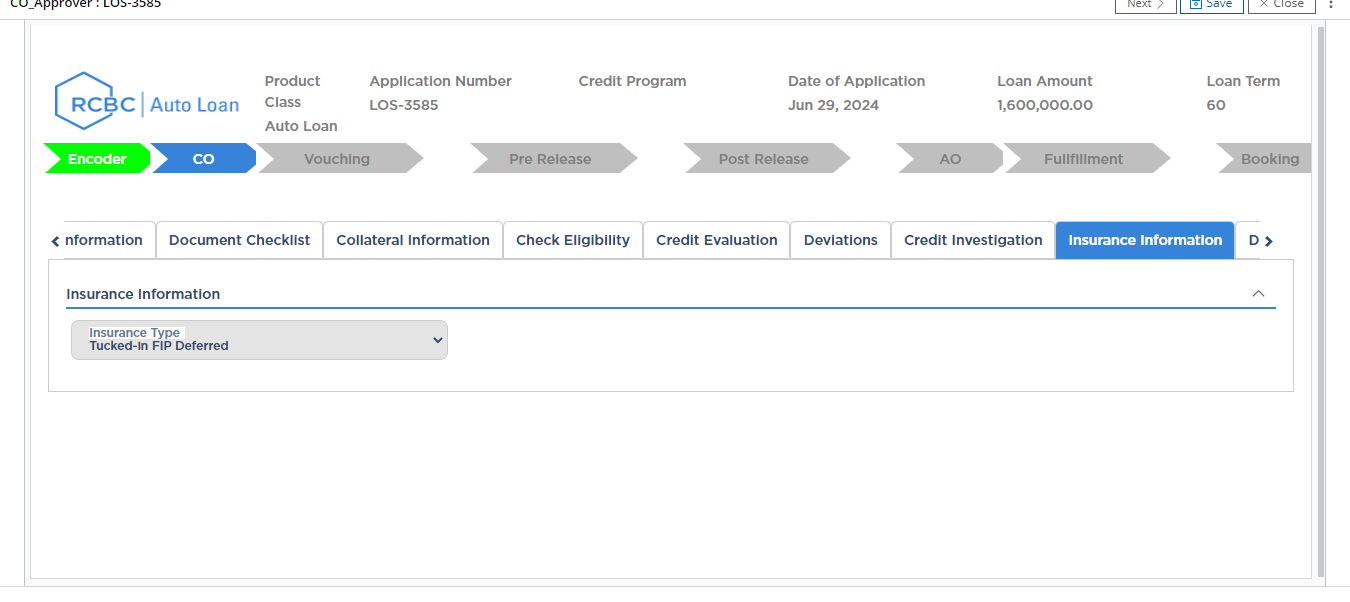 CO_Approver : LOS-3585
Next
Save
Close
RCBC | Auto Loan
Product Class
Auto Loan
Application Number
LOS-3585
Credit Program
Date of Application
Jun 29, 2024
Loan Amount
1,600,000.00
Loan Term
60
Encoder
CO
Vouching
Pre Release
Post Release
AO
Fullfillment
Booking
nformation
Document Checklist
Collateral Information
Check Eligibility
Credit Evaluation
Deviations
Credit Investigation
Insurance Information
D
Insurance Information
Insurance Type
Tucked-in FIP Deferred